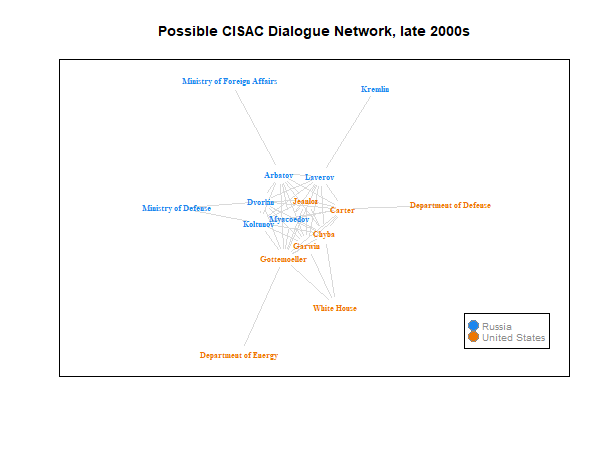 Possible CISAC Dialogue Network, late 2000s
Ministry of Foreign Affairs
Kremlin
Arbatov
Laverov
Dvorkin
Jeanloz
Ministry of Defense
Carter
Department of Defense
Myasoedov
Koltunov
Chyba
Garwin
Gottemoeller
White House
Russia
United States
Department of Energy